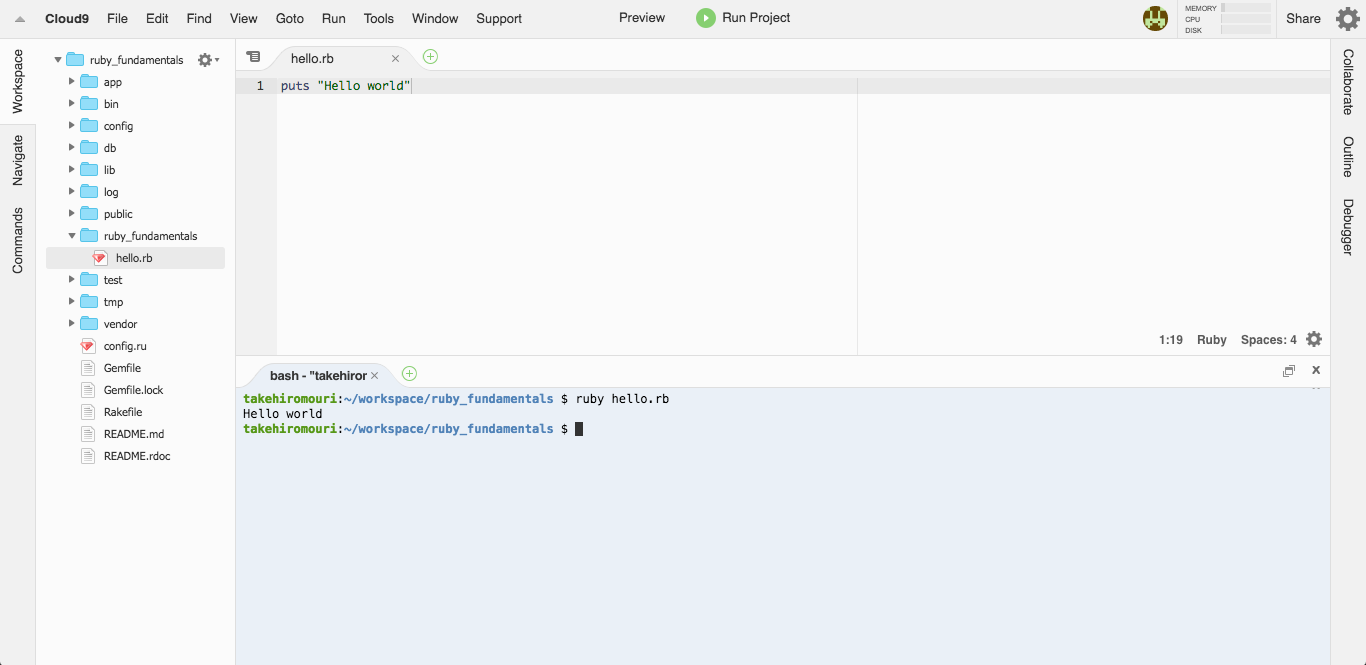 Cloud9 File Edit Find View Goto Run Tools Window Support Preview Run Project MEMORY CPU DISK Share
Workspace
Navigate
Commands
ruby_fundamentals
app
bin
config
db
lib
log
public
ruby_fundamentals
hello.rb
test
tmp
vendor
config.ru
Gemfile
Gemfile.lock
Rakefile
README.md
README.rdoc
hello.rb
1 puts "Hello world"
1:19 Ruby Spaces: 4
bash - "takehiror
takehiromouri:~/workspace/ruby_fundamentals $ ruby hello.rb
Hello world
takehiromouri:~/workspace/ruby_fundamentals $
Collaborate
Outline
Debugger